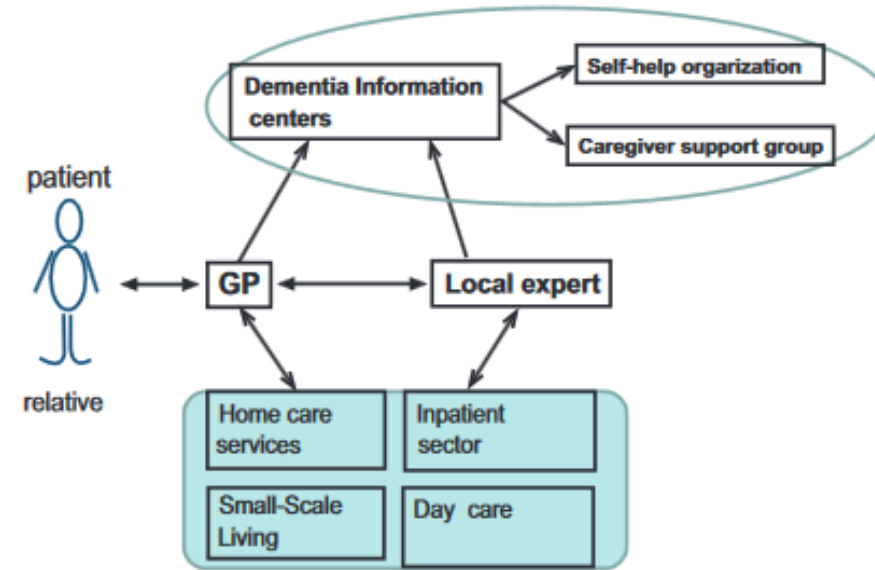 Dementia Information
centers
Self-help orgarization
Caregiver support group
patient
GP
Local expert
relative
Home care
services
Inpatient
sector
Small-Scale
Living
Day care